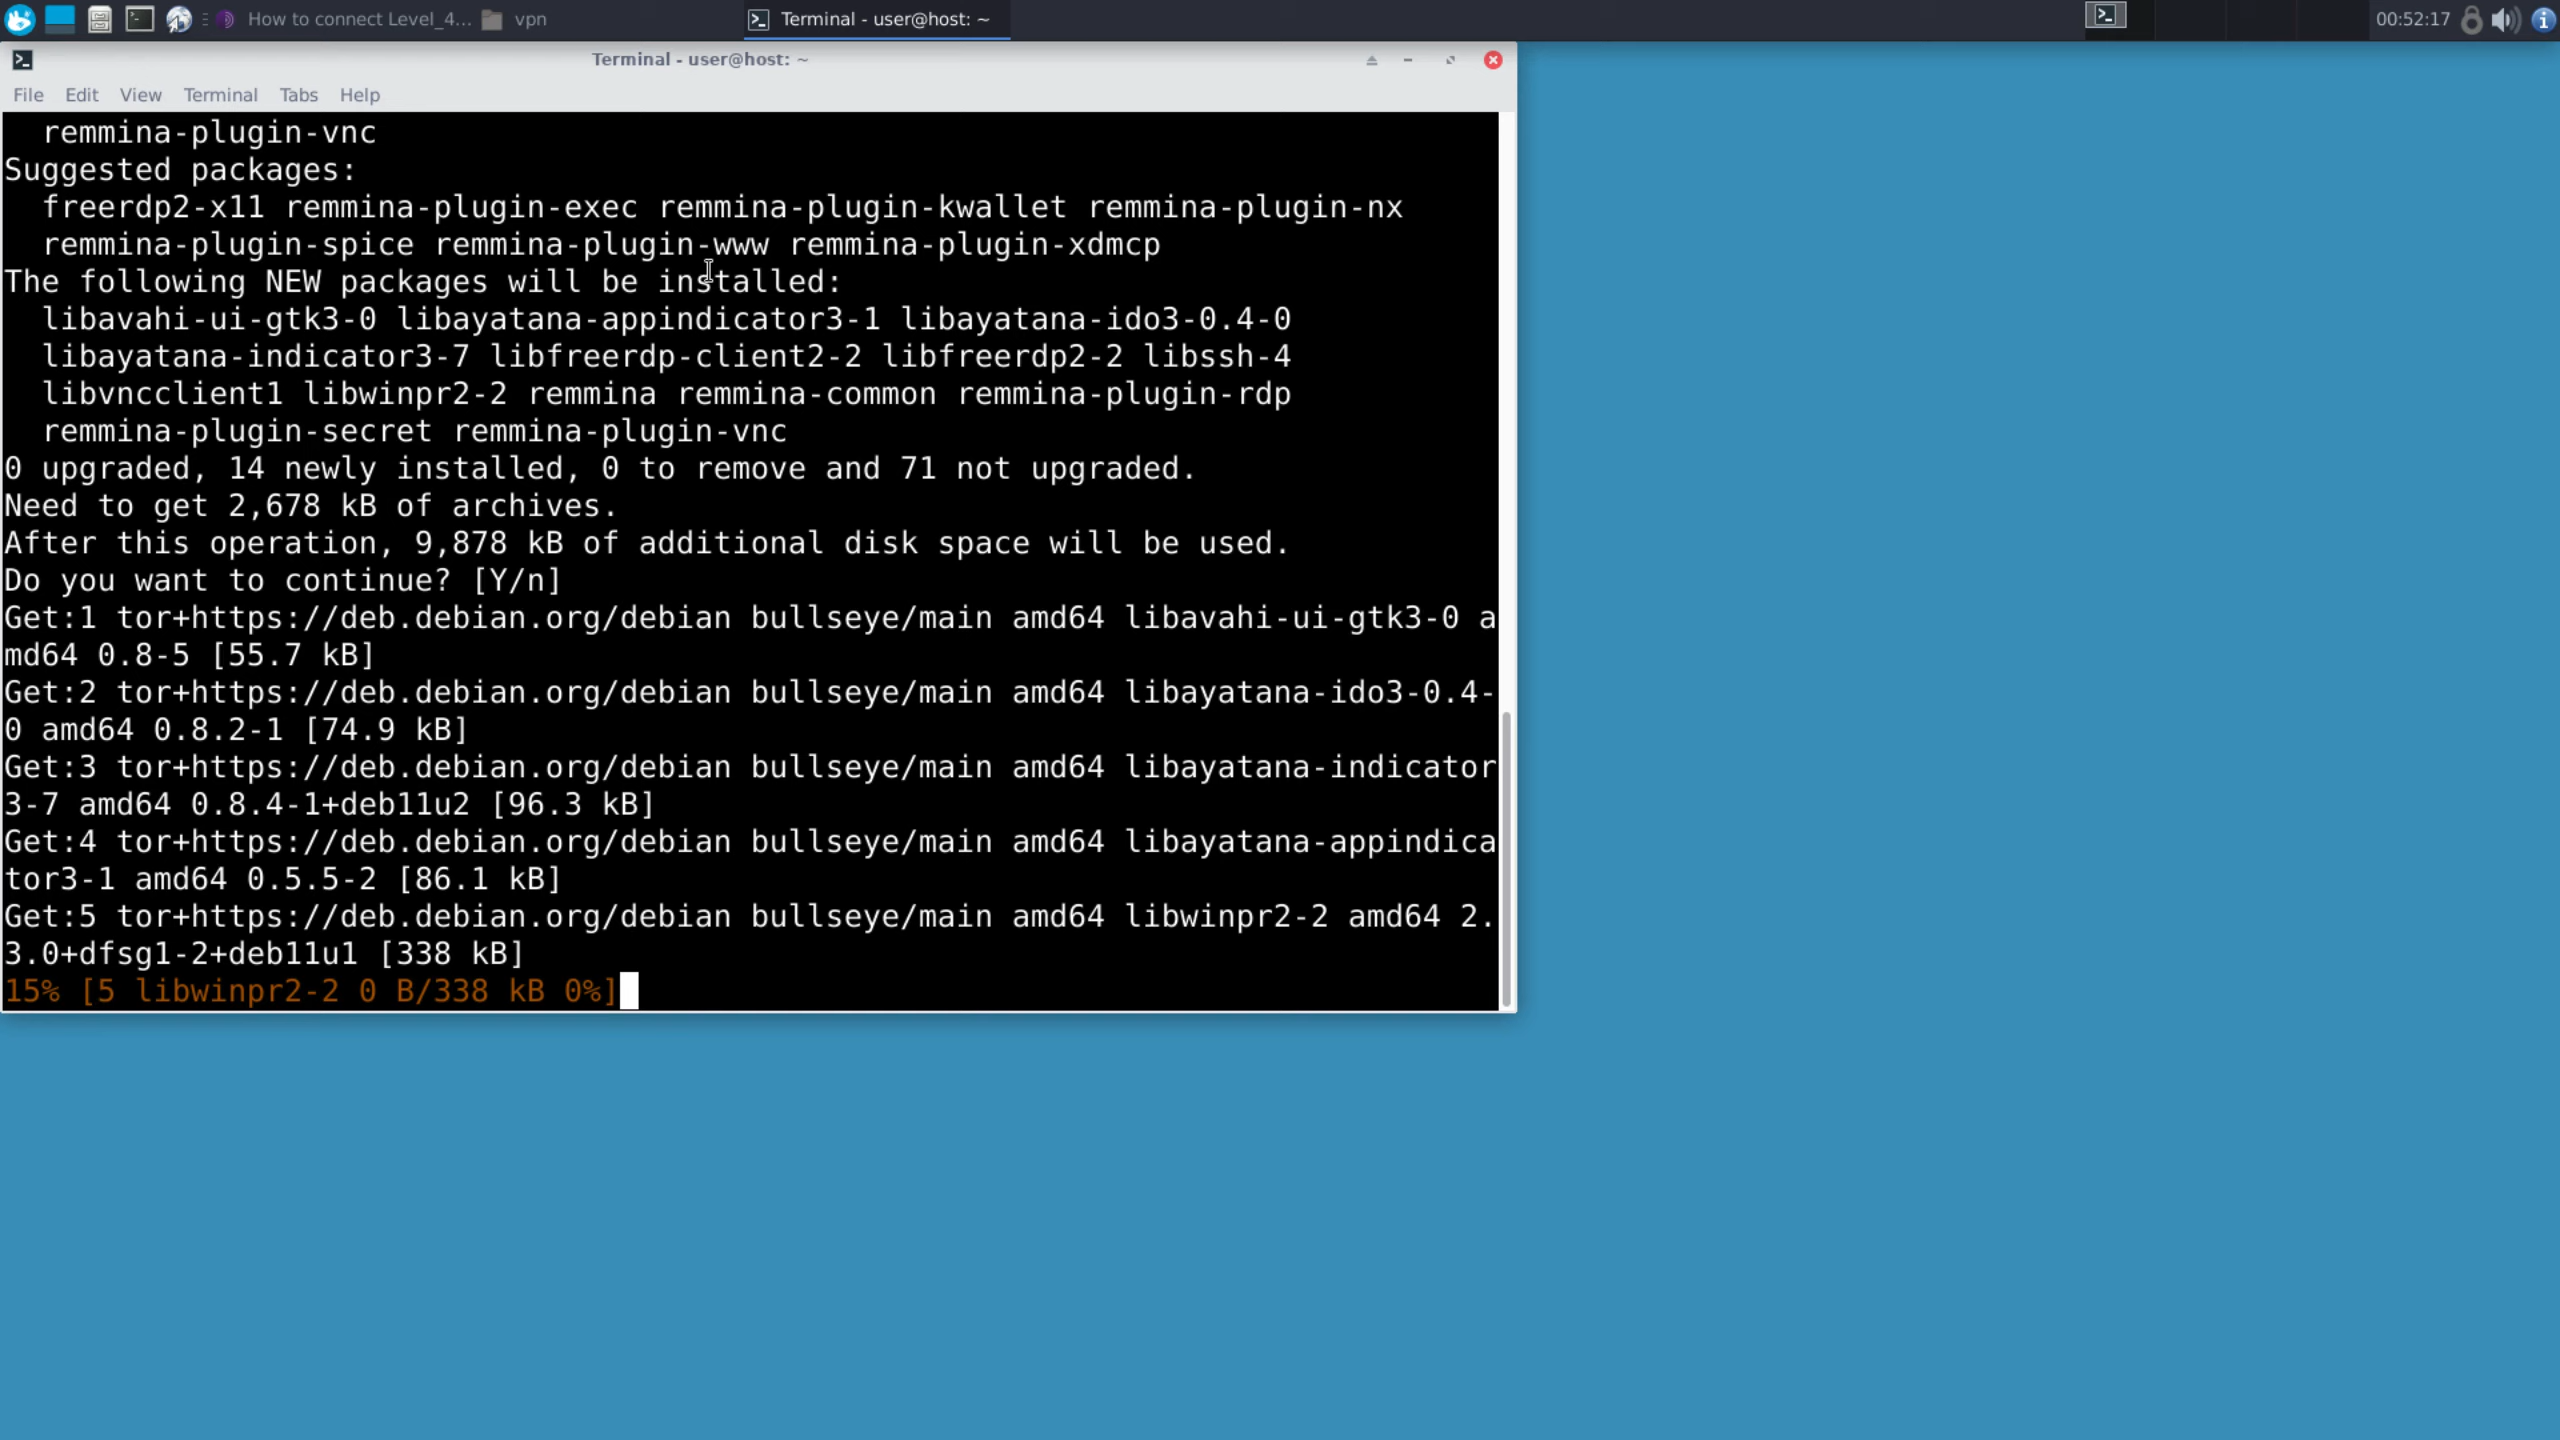 How to connect Level_4... vpn Terminal - user@host: ~ 00:52:17
Terminal - user@host: ~
File Edit View Terminal Tabs Help
remmina-plugin-vnc
Suggested packages:
freerdp2-x11 remmina-plugin-exec remmina-plugin-kwallet remmina-plugin-nx
remmina-plugin-spice remmina-plugin-www remmina-plugin-xdmcp
The following NEW packages will be installed:
libavahi-ui-gtk3-0 libayatana-appindicator3-1 libayatana-ido3-0.4-0
libayatana-indicator3-7 libfreerdp-client2-2 libfreerdp2-2 libssh-4
libvncclient1 libwinpr2-2 remmina remmina-common remmina-plugin-rdp
remmina-plugin-secret remmina-plugin-vnc
0 upgraded, 14 newly installed, 0 to remove and 71 not upgraded.
Need to get 2,678 kB of archives.
After this operation, 9,878 kB of additional disk space will be used.
Do you want to continue? [Y/n]
Get:1 tor+https://deb.debian.org/debian bullseye/main amd64 libavahi-ui-gtk3-0 a
md64 0.8-5 [55.7 kB]
Get:2 tor+https://deb.debian.org/debian bullseye/main amd64 libayatana-ido3-0.4-
0 amd64 0.8.2-1 [74.9 kB]
Get:3 tor+https://deb.debian.org/debian bullseye/main amd64 libayatana-indicator
3-7 amd64 0.8.4-1+deb11u2 [96.3 kB]
Get:4 tor+https://deb.debian.org/debian bullseye/main amd64 libayatana-appindica
tor3-1 amd64 0.5.5-2 [86.1 kB]
Get:5 tor+https://deb.debian.org/debian bullseye/main amd64 libwinpr2-2 amd64 2.
3.0+dfsg1-2+deb11u1 [338 kB]
15% [5 libwinpr2-2 0 B/338 kB 0%]